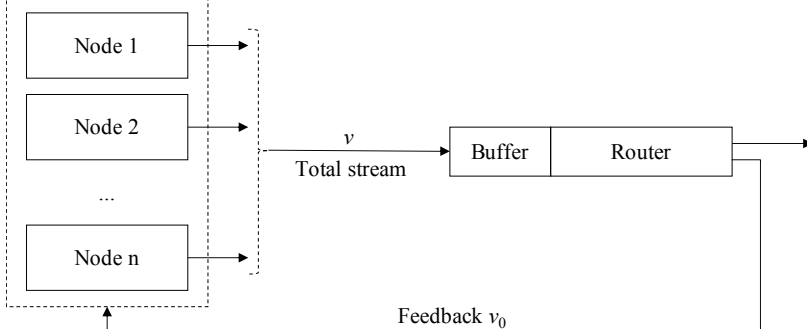 Node 1
Node 2
...
Node n
v
Total stream
Buffer
Router
Feedback v₀